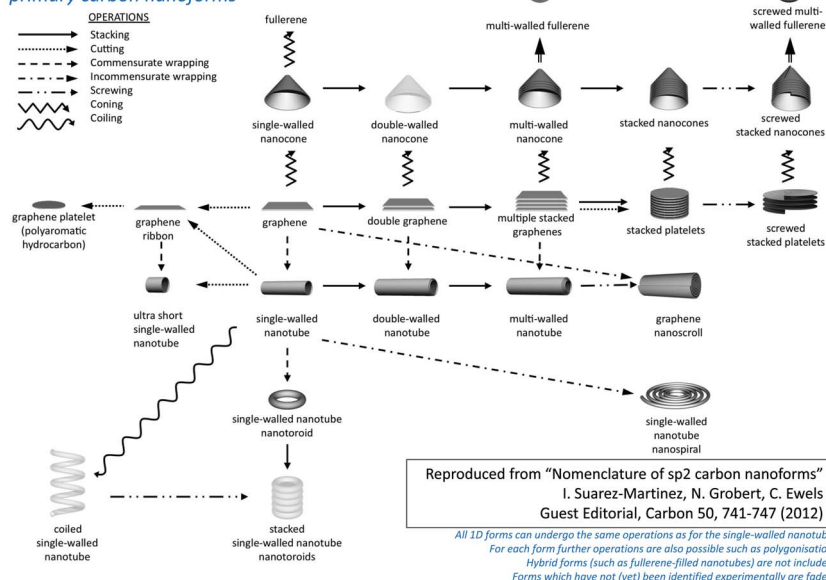 primary carbon nanoforms
OPERATIONS
Stacking
Cutting
Commensurate wrapping
Incommensurate wrapping
Screwing
Coning
Coiling
fullerene
multi-walled fullerene
screwed multi-
walled fullerene
single-walled
nanocone
double-walled
nanocone
multi-walled
nanocone
stacked nanocones
screwed
stacked nanocones
graphene platelet
(polyaromatic
hydrocarbon)
graphene
ribbon
graphene
double graphene
multiple stacked
graphenes
stacked platelets
screwed
stacked platelets
ultra short
single-walled
nanotube
single-walled
nanotube
double-walled
nanotube
multi-walled
nanotube
graphene
nanoscroll
single-walled nanotube
nanotoroid
single-walled
nanotube
nanospiral
coiled
single-walled
nanotube
stacked
single-walled nanotube
nanotoroids
Reproduced from “Nomenclature of sp2 carbon nanoforms”
I. Suarez-Martinez, N. Grobert, C. Ewels
Guest Editorial, Carbon 50, 741-747 (2012)
All 1D forms can undergo the same operations as for the single-walled nanotub
For each form further operations are also possible such as polygonisatio
Hybrid forms (such as fullerene-filled nanotubes) are not include
Forms which have not (yet) been identified experimentally are fade